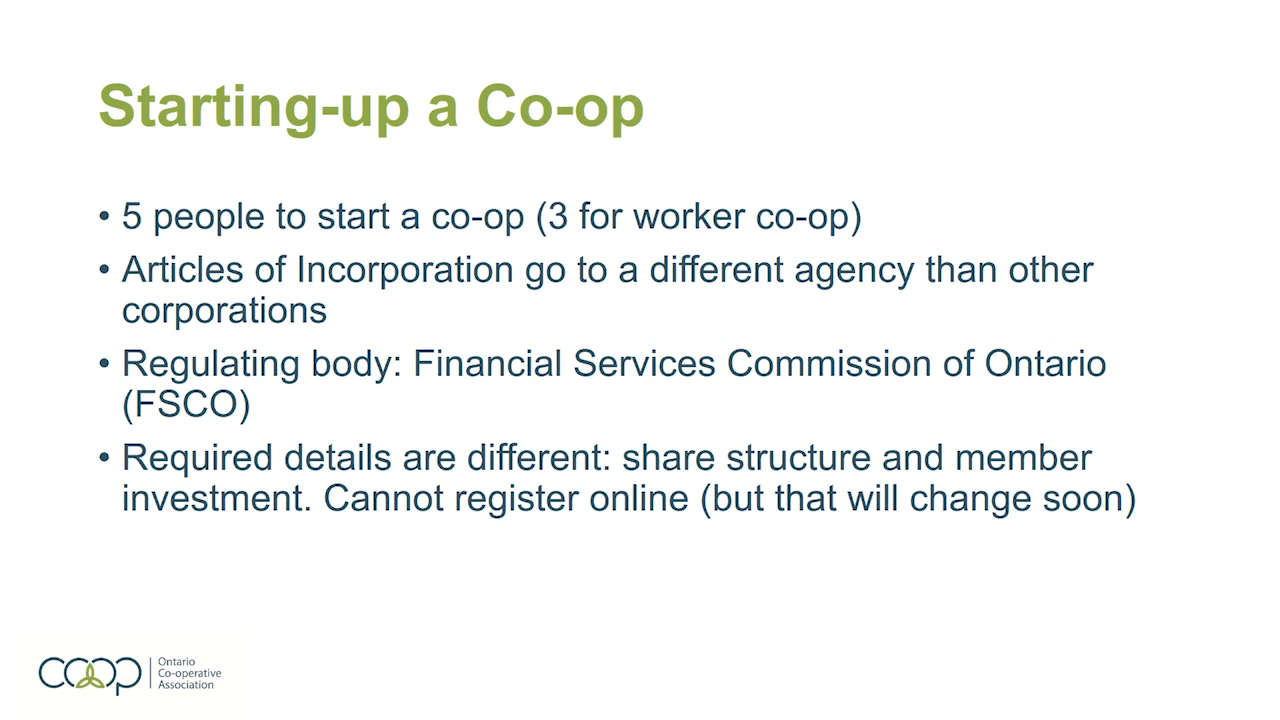 Starting-up a Co-op
• 5 people to start a co-op (3 for worker co-op)
• Articles of Incorporation go to a different agency than other
corporations
• Regulating body: Financial Services Commission of Ontario
(FSCO)
• Required details are different: share structure and member
investment. Cannot register online (but that will change soon)
COOP
Ontario
Co-operative
Association